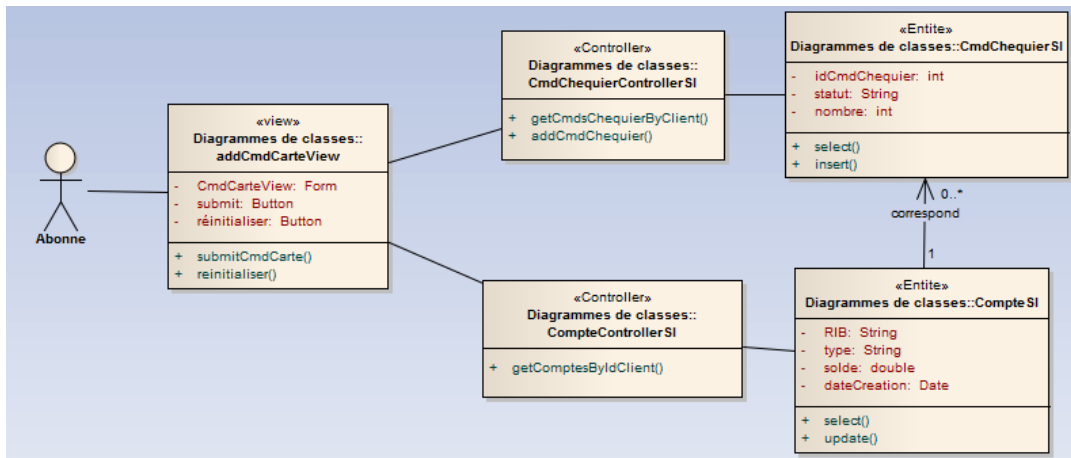 Abonne
«view»
Diagrammes de classes::
addCmdCarteView
- CmdCarteView: Form
- submit: Button
- réinitialiser: Button
+ submitCmdCarte()
+ reinitialiser()
«Controller»
Diagrammes de classes::
CmdChequierControllerSI
+ getCmdsChequierByClient()
+ addCmdChequier()
«Entite»
Diagrammes de classes::CmdChequierSI
- idCmdChequier: int
- statut: String
- nombre: int
+ select()
+ insert()
0..*
correspond
1
«Controller»
Diagrammes de classes::
CompteControllerSI
+ getComptesByIdClient()
«Entite»
Diagrammes de classes::CompteSI
- RIB: String
- type: String
- solde: double
- dateCreation: Date
+ select()
+ update()